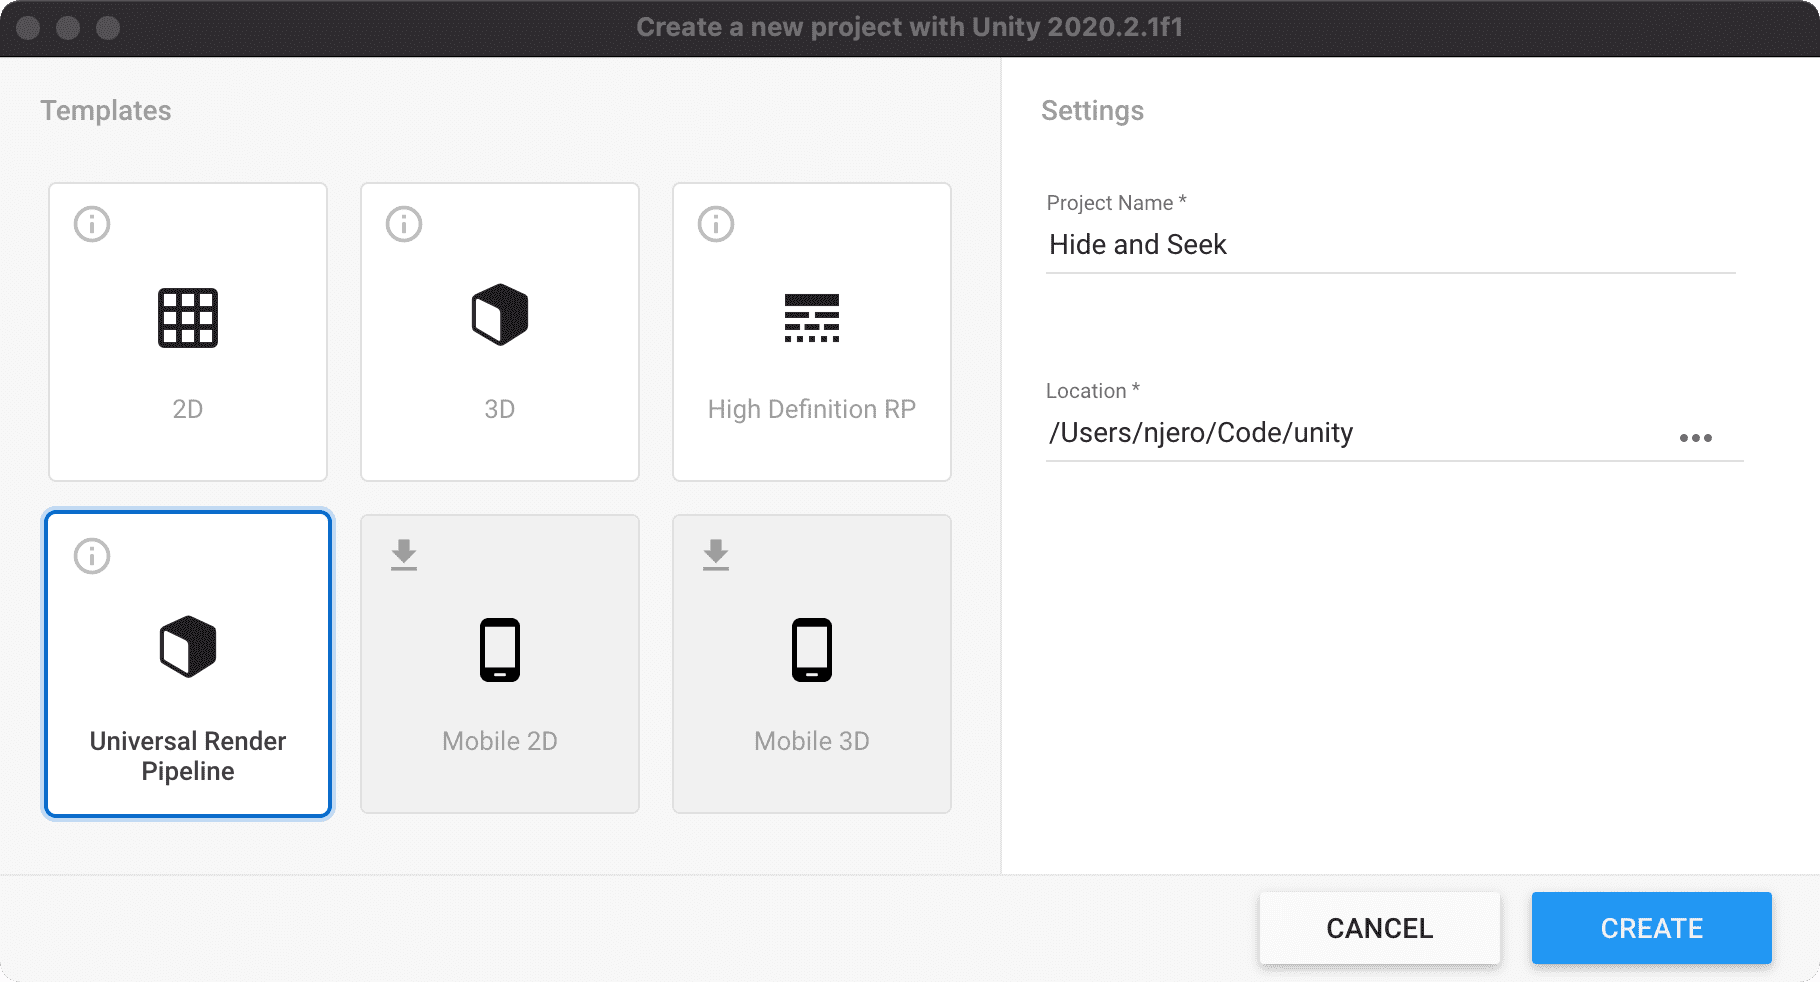 Create a new project with Unity 2020.2.1f1
Templates
2D
3D
High Definition RP
Universal Render
Pipeline
Mobile 2D
Mobile 3D
Settings
Project Name *
Hide and Seek
Location *
/Users/njero/Code/unity
CANCEL
CREATE